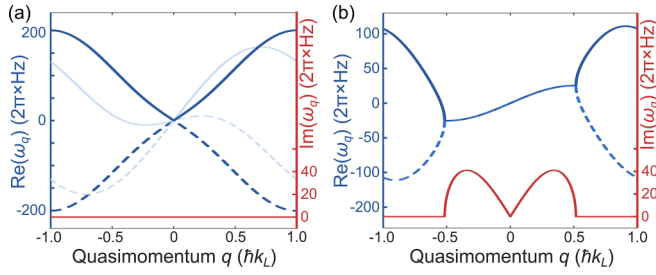 (a)
200
0
-200
Re(ω_q) (2π×Hz)
Im(ω_q) (2π×Hz)
40
20
0
-1.0 -0.5 0 0.5 1.0
Quasimomentum q (ħk_L)
(b)
100
50
0
-50
-100
-200
Re(ω_q) (2π×Hz)
Im(ω_q) (2π×Hz)
40
20
0
-1.0 -0.5 0 0.5 1.0
Quasimomentum q (ħk_L)